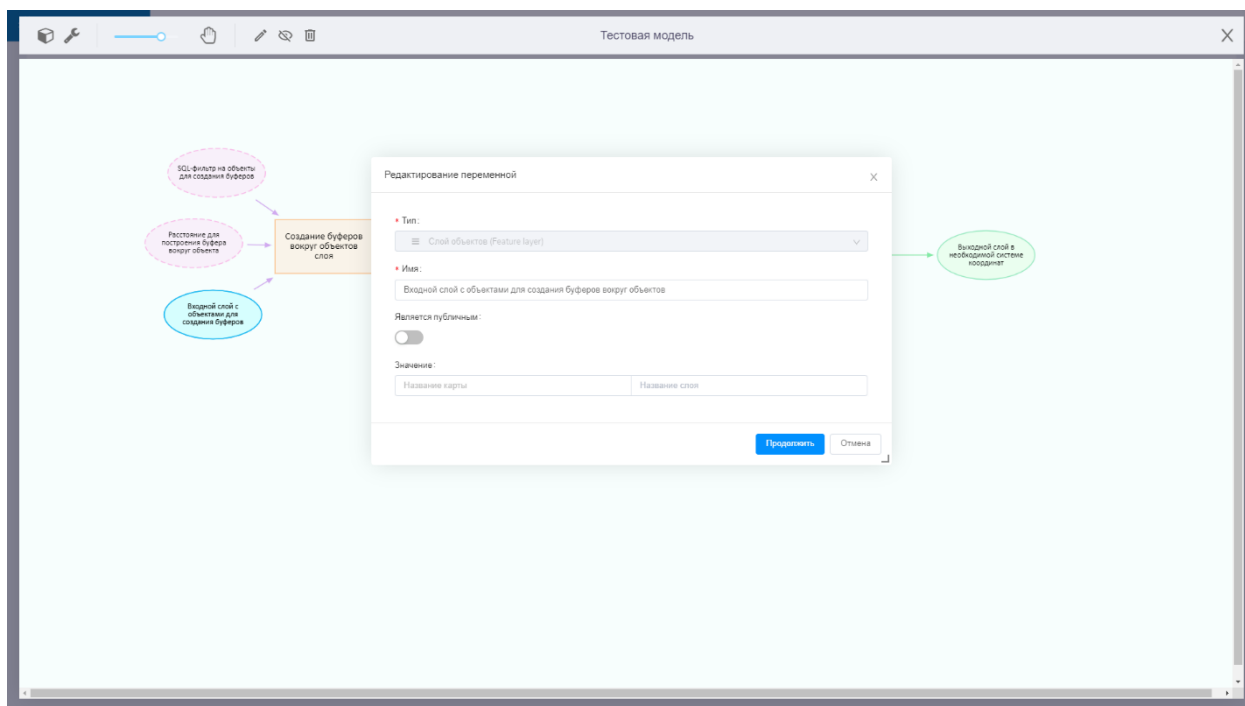 Тестовая модель
SQL-фильтр на объекты
для создания буферов
Расстояние для
построения буфера
вокруг объекта
Входной слой с
объектами для
создания буферов
Создание буферов
вокруг объектов
слоя
Редактирование переменной
* Тип:
Слой объектов (Feature layer)
* Имя:
Входной слой с объектами для создания буферов вокруг объектов
Является публичным:
Значение:
Название карты
Название слоя
Продолжить
Отмена
Выходной слой в
необходимой системе
координат